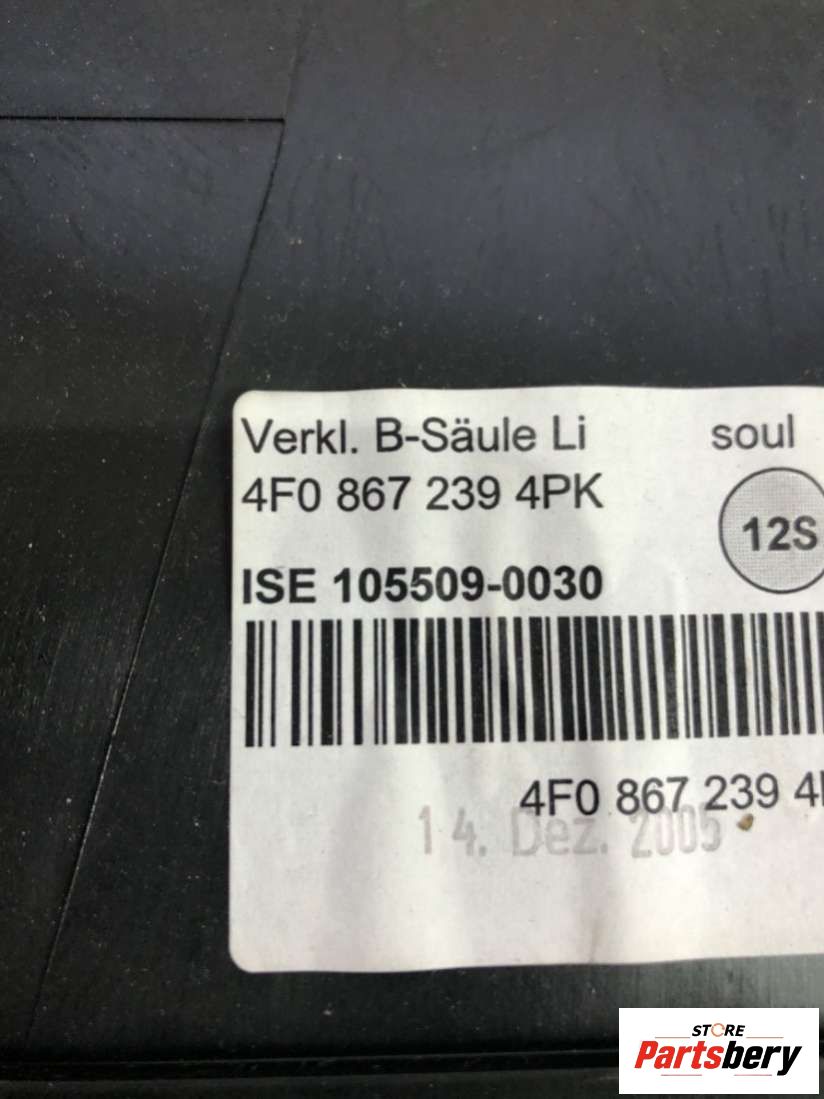 Verkl. B-Säule Li soul
4F0 867 239 4PK
12S
ISE 105509-0030
4F0 867 239 4
14. Dez. 2005
STORE
Partsbery